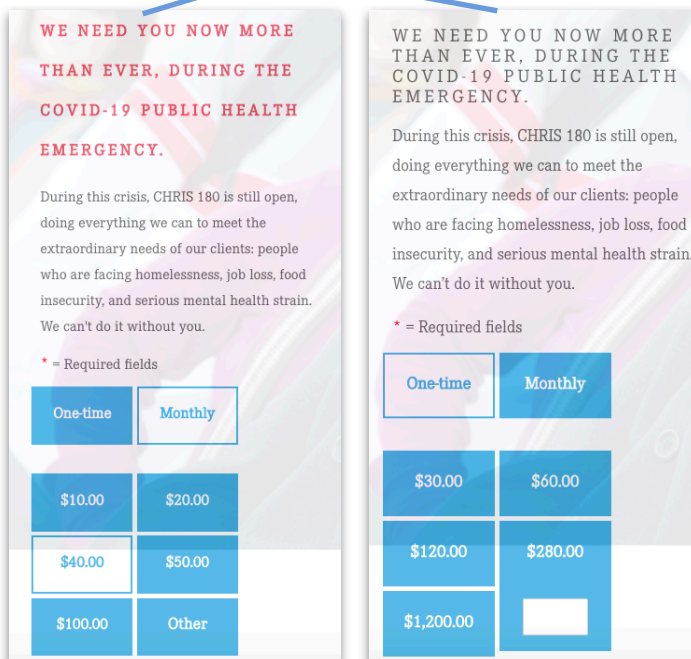 WE NEED YOU NOW MORE
THAN EVER, DURING THE
COVID-19 PUBLIC HEALTH
EMERGENCY.
During this crisis, CHRIS 180 is still open,
doing everything we can to meet the
extraordinary needs of our clients: people
who are facing homelessness, job loss, food
insecurity, and serious mental health strain.
We can't do it without you.
* = Required fields
One-time Monthly
$10.00 $20.00
$40.00 $50.00
$100.00 Other
WE NEED YOU NOW MORE
THAN EVER, DURING THE
COVID-19 PUBLIC HEALTH
EMERGENCY.
During this crisis, CHRIS 180 is still open,
doing everything we can to meet the
extraordinary needs of our clients: people
who are facing homelessness, job loss, food
insecurity, and serious mental health strain.
We can't do it without you.
* = Required fields
One-time Monthly
$30.00 $60.00
$120.00 $280.00
$1,200.00